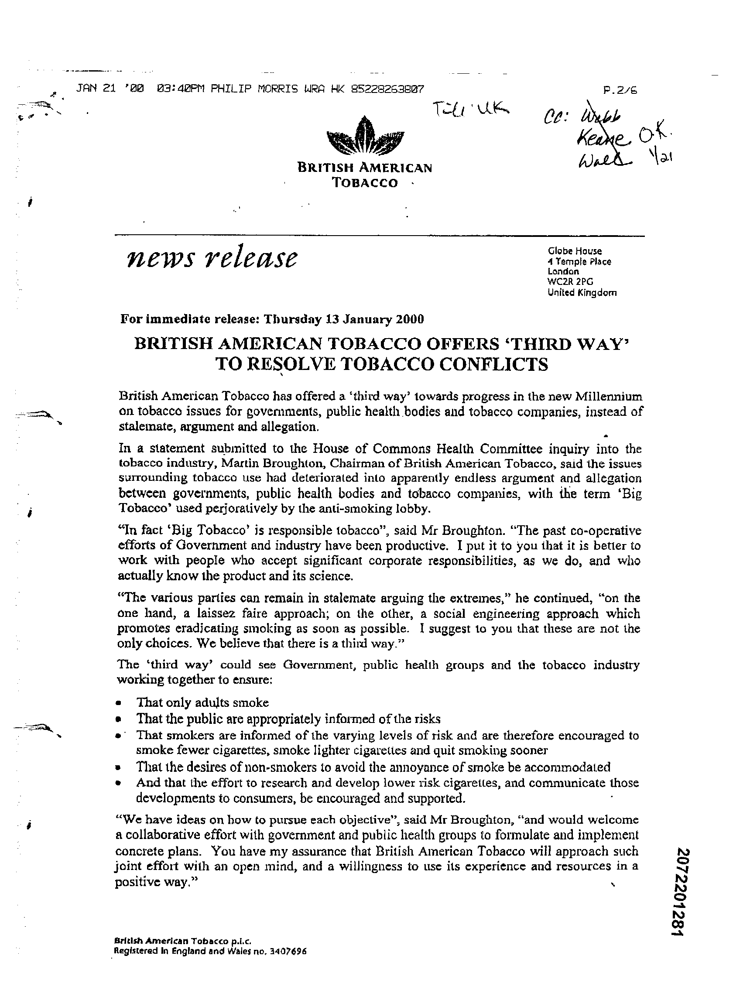 JAN 21 '00 03:40PM PHILIP MORRIS WRA HK 85228263807 P.2/6
UK
CC: Webb
Keane O.K.
1/21
BRITISH AMERICAN
TOBACCO
news release
Globe House
4 Temple Place
London
WC2R 2PG
United Kingdom
For immediate release: Thursday 13 January 2000
BRITISH AMERICAN TOBACCO OFFERS ‘THIRD WAY’
TO RESOLVE TOBACCO CONFLICTS
British American Tobacco has offered a ‘third way’ towards progress in the new Millennium
on tobacco issues for governments, public health bodies and tobacco companies, instead of
stalemate, argument and allegation.
In a statement submitted to the House of Commons Health Committee inquiry into the
tobacco industry, Martin Broughton, Chairman of British American Tobacco, said the issues
surrounding tobacco use had deteriorated into apparently endless argument and allegation
between governments, public health bodies and tobacco companies, with the term ‘Big
Tobacco’ used perjoratively by the anti-smoking lobby.
“In fact ‘Big Tobacco’ is responsible tobacco”, said Mr Broughton. “The past co-operative
efforts of Government and industry have been productive. I put it to you that it is better to
work with people who accept significant corporate responsibilities, as we do, and who
actually know the product and its science.
“The various parties can remain in stalemate arguing the extremes,” he continued, “on the
one hand, a laissez faire approach; on the other, a social engineering approach which
promotes eradicating smoking as soon as possible. I suggest to you that these are not the
only choices. We believe that there is a third way.”
The ‘third way’ could see Government, public health groups and the tobacco industry
working together to ensure:
• That only adults smoke
• That the public are appropriately informed of the risks
• That smokers are informed of the varying levels of risk and are therefore encouraged to
smoke fewer cigarettes, smoke lighter cigarettes and quit smoking sooner
• That the desires of non-smokers to avoid the annoyance of smoke be accommodated
• And that the effort to research and develop lower risk cigarettes, and communicate those
developments to consumers, be encouraged and supported.
“We have ideas on how to pursue each objective”, said Mr Broughton, “and would welcome
a collaborative effort with government and public health groups to formulate and implement
concrete plans. You have my assurance that British American Tobacco will approach such
joint effort with an open mind, and a willingness to use its experience and resources in a
positive way.”
2072201281
British American Tobacco p.l.c.
Registered in England and Wales no. 3407696